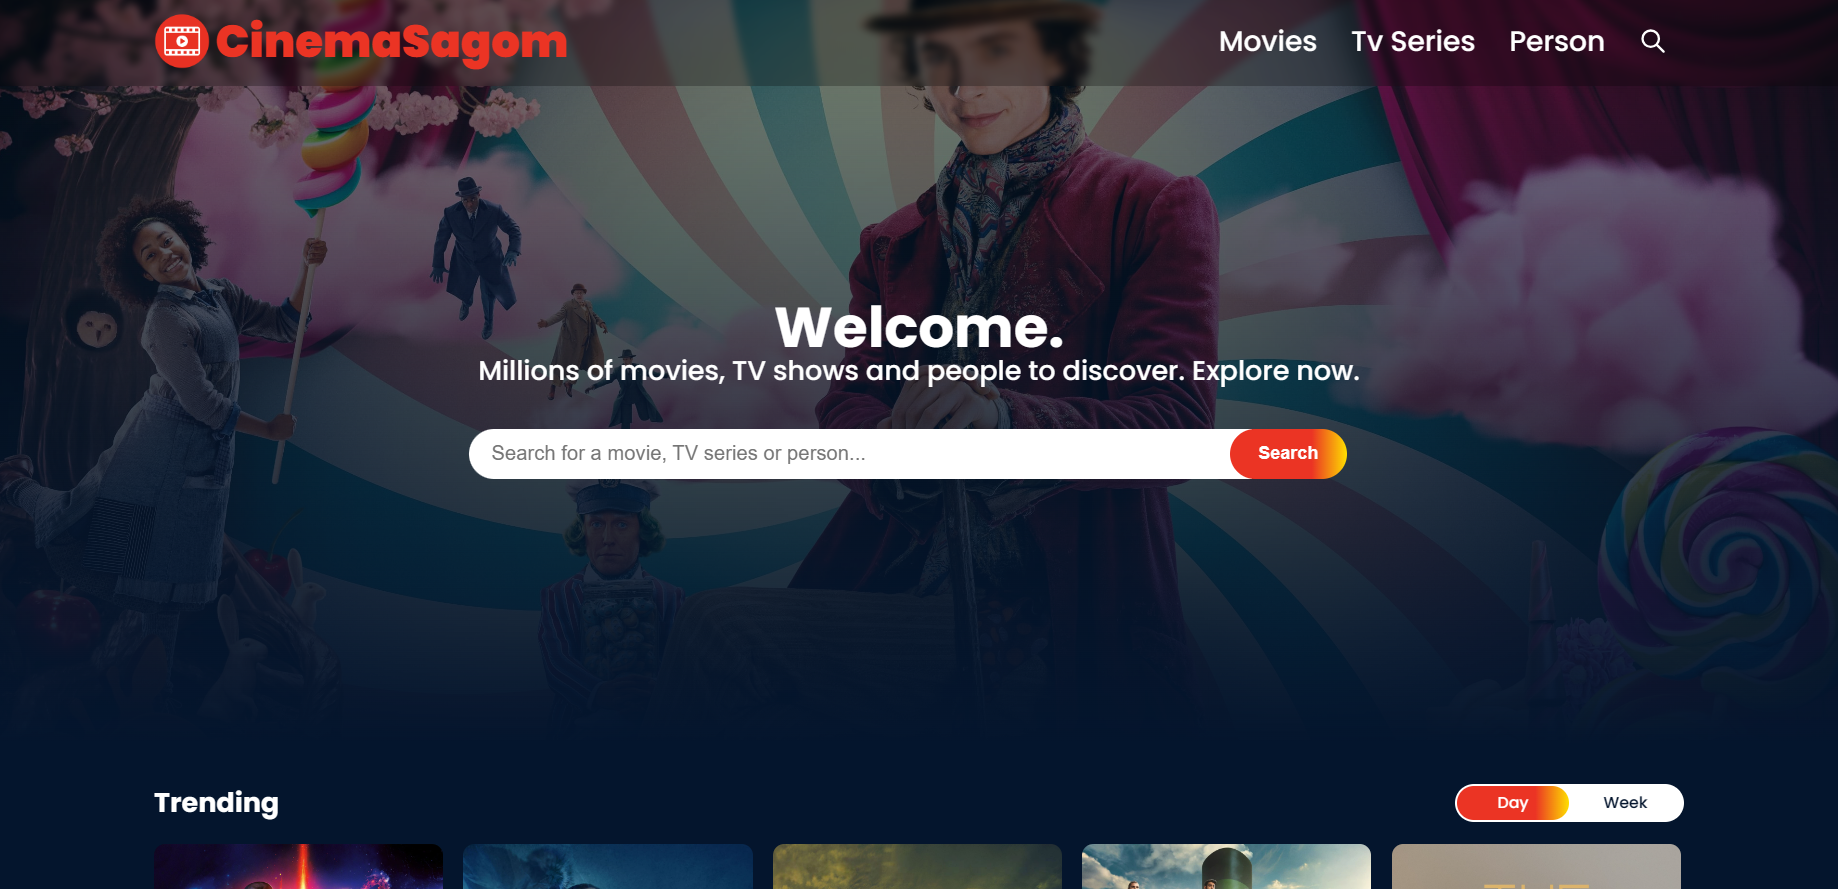 CinemaSagom
Movies Tv Series Person
Welcome.
Millions of movies, TV shows and people to discover. Explore now.
Search for a movie, TV series or person...
Search
Trending
Day Week